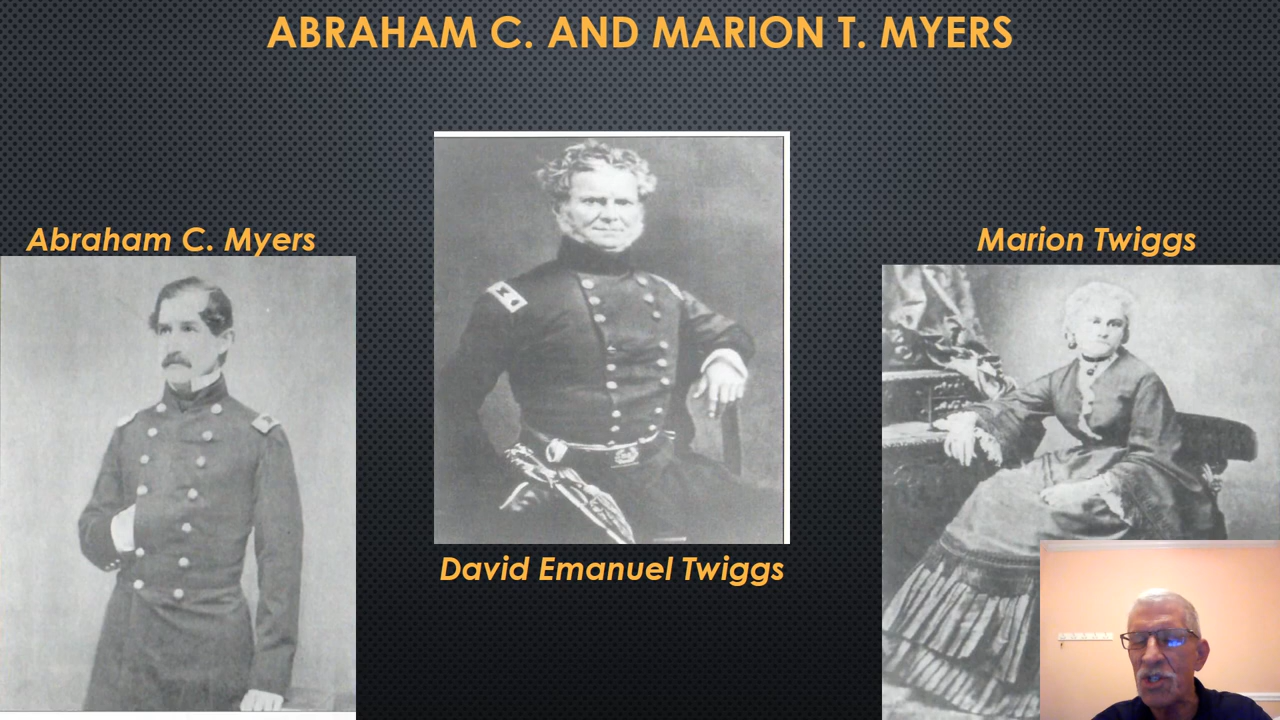 ABRAHAM C. AND MARION T. MYERS
Abraham C. Myers
Marion Twiggs
David Emanuel Twiggs